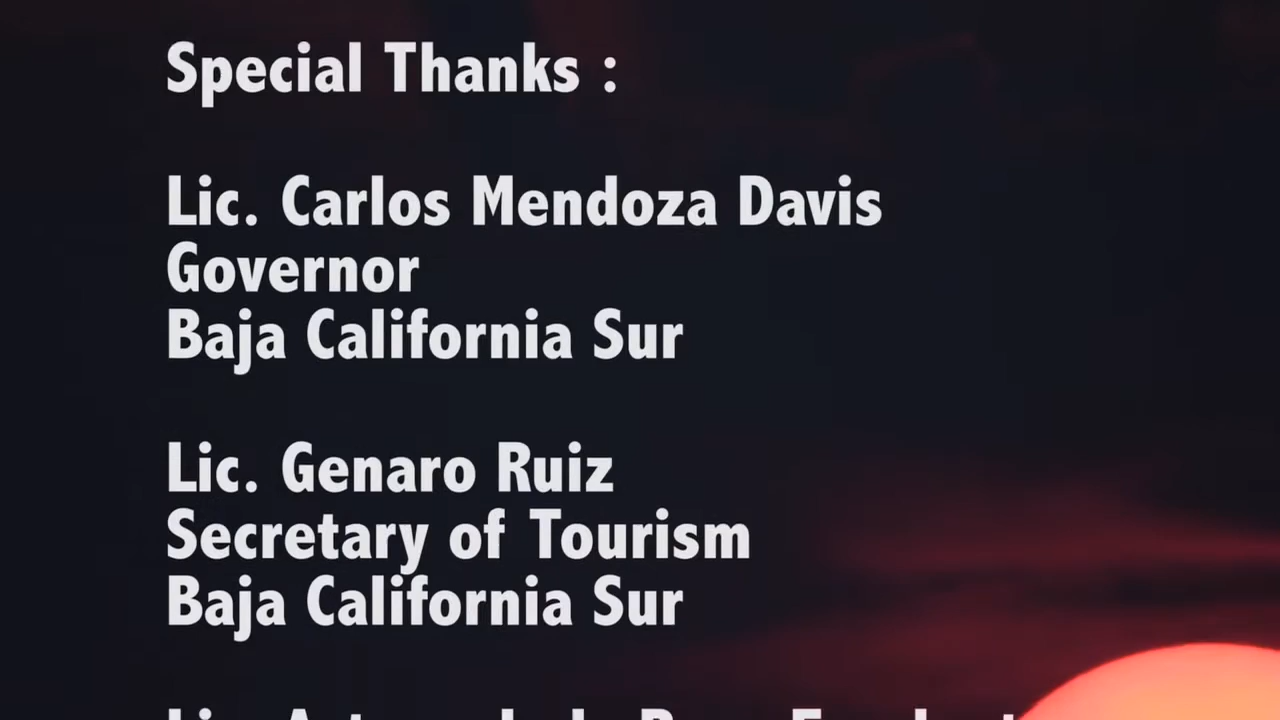 Special Thanks :
Lic. Carlos Mendoza Davis
Governor
Baja California Sur
Lic. Genaro Ruiz
Secretary of Tourism
Baja California Sur